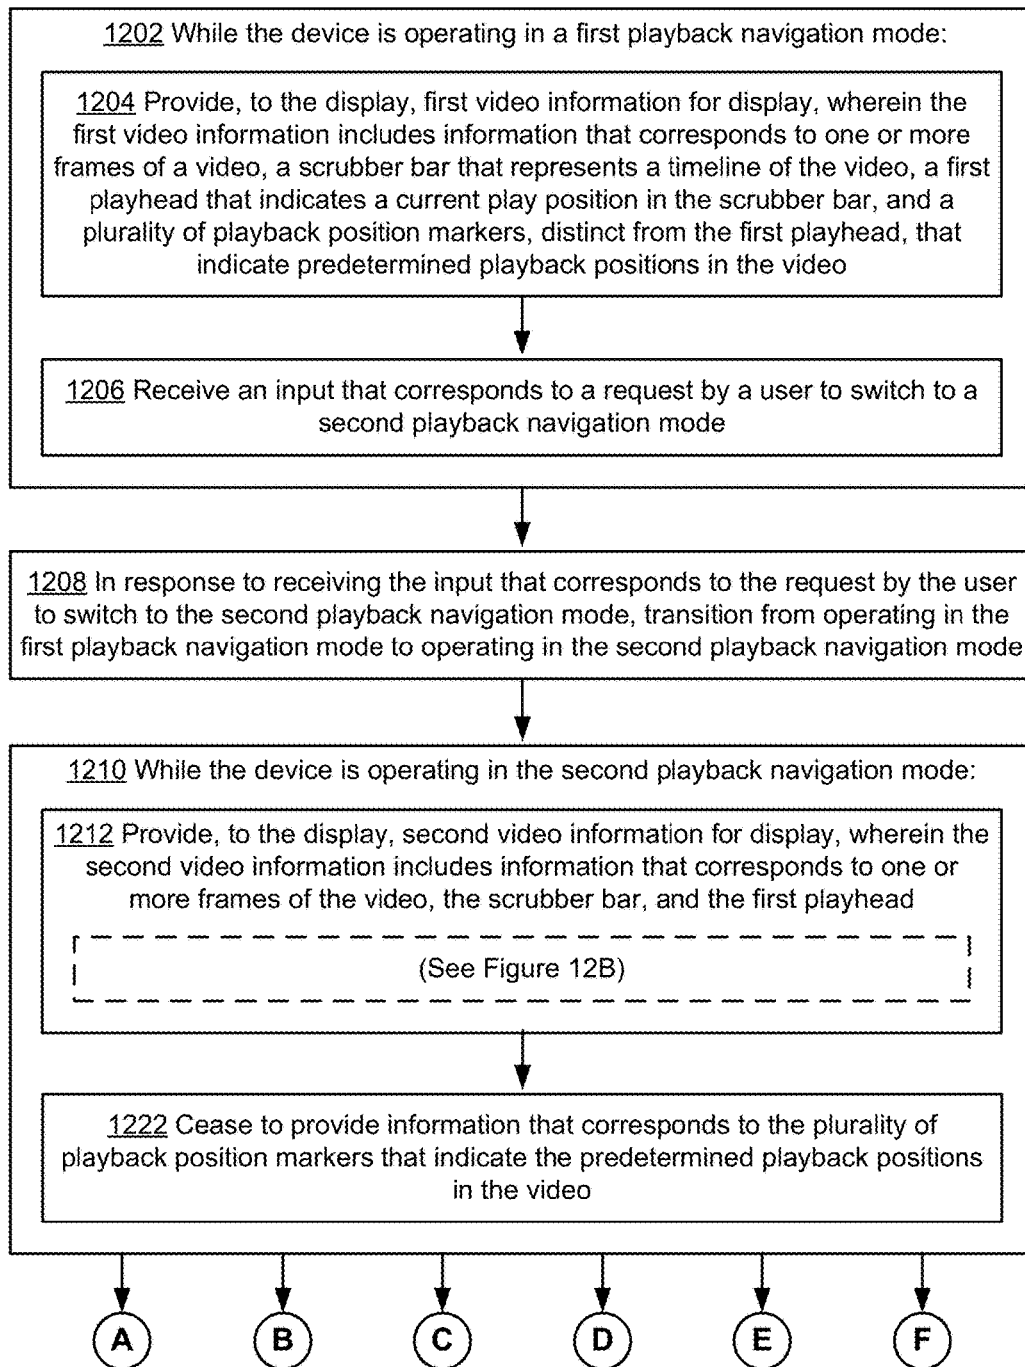 1202 While the device is operating in a first playback navigation mode:
1204 Provide, to the display, first video information for display, wherein the
first video information includes information that corresponds to one or more
frames of a video, a scrubber bar that represents a timeline of the video, a first
playhead that indicates a current play position in the scrubber bar, and a
plurality of playback position markers, distinct from the first playhead, that
indicate predetermined playback positions in the video
1206 Receive an input that corresponds to a request by a user to switch to a
second playback navigation mode
1208 In response to receiving the input that corresponds to the request by the user
to switch to the second playback navigation mode, transition from operating in the
first playback navigation mode to operating in the second playback navigation mode
1210 While the device is operating in the second playback navigation mode:
1212 Provide, to the display, second video information for display, wherein the
second video information includes information that corresponds to one or
more frames of the video, the scrubber bar, and the first playhead
(See Figure 12B)
1222 Cease to provide information that corresponds to the plurality of
playback position markers that indicate the predetermined playback positions
in the video
A B C D E F